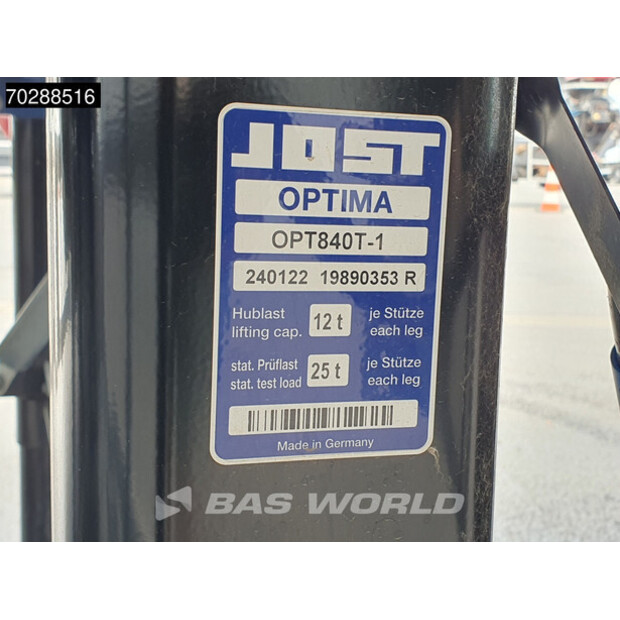 70288516
JOST
OPTIMA
OPT840T-1
240122 19890353 R
Hublast je Stütze
lifting cap. 12 t each leg
stat. Prüflast je Stütze
stat. test load 25 t each leg
Made in Germany
BAS WORLD